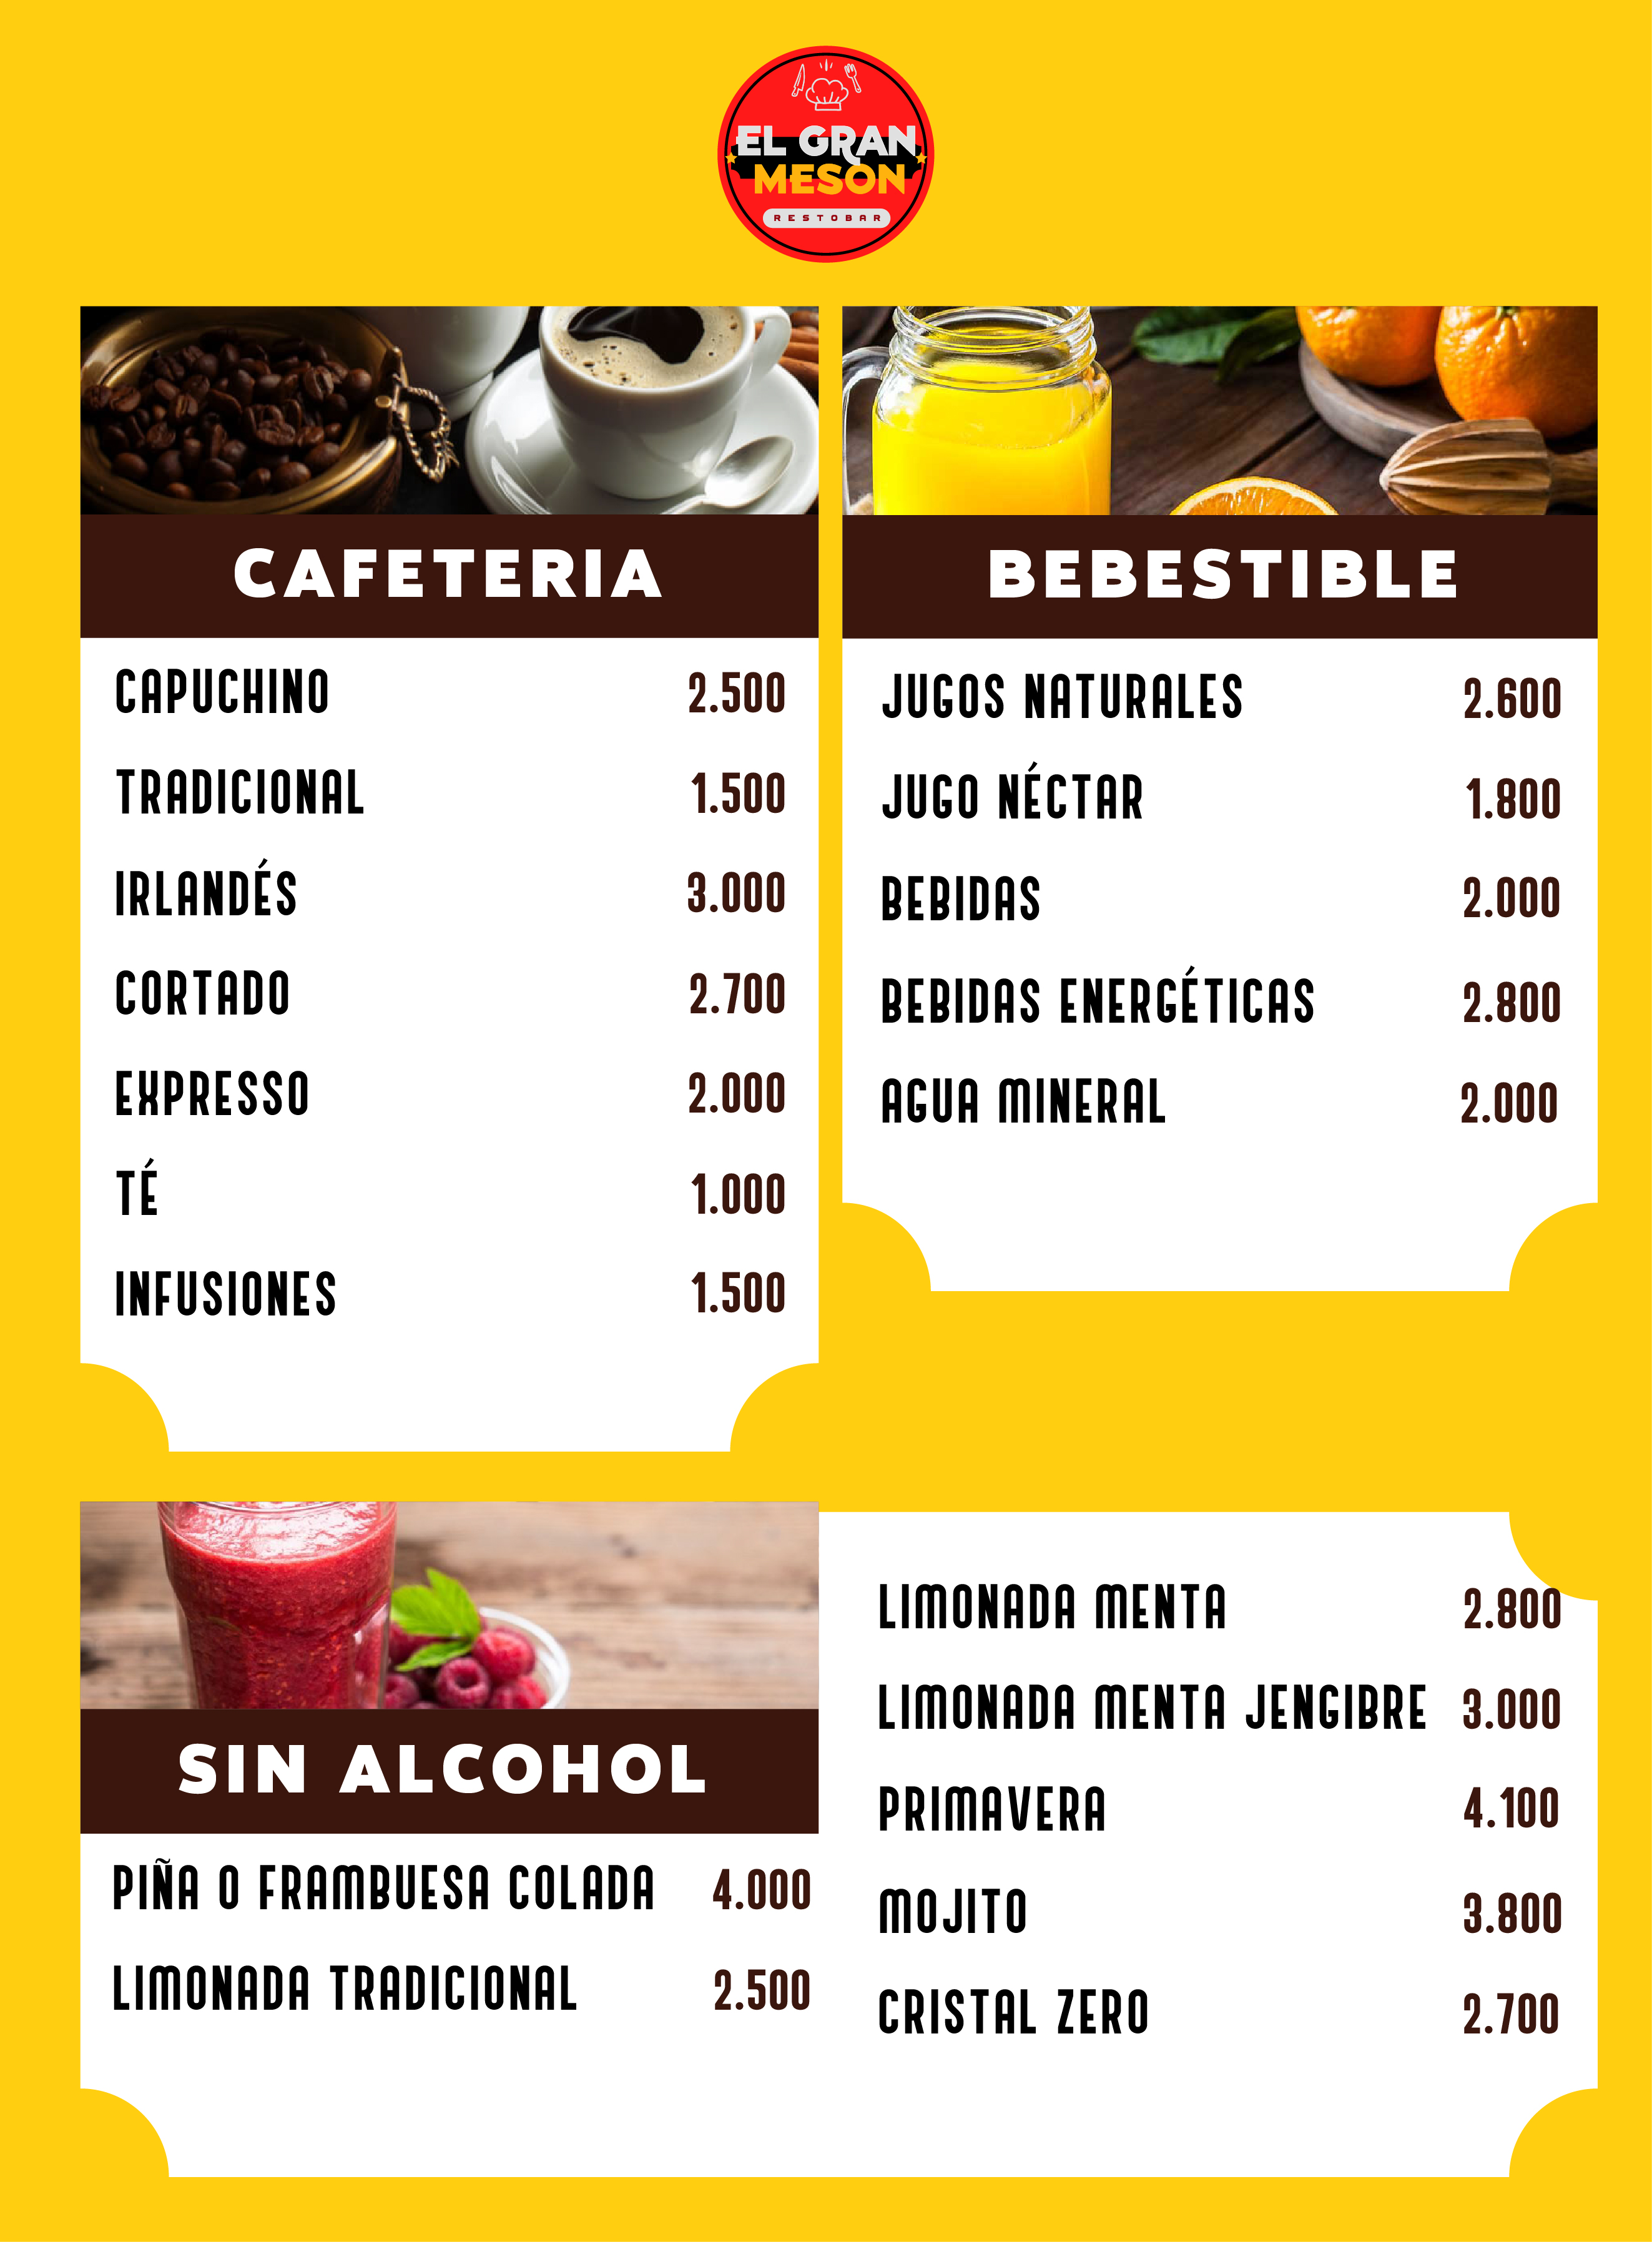 EL GRAN
MESON
RESTOBAR
CAFETERIA
CAPUCHINO 2.500
TRADICIONAL 1.500
IRLANDÉS 3.000
CORTADO 2.700
EXPRESSO 2.000
TÉ 1.000
INFUSIONES 1.500
BEBESTIBLE
JUGOS NATURALES 2.600
JUGO NÉCTAR 1.800
BEBIDAS 2.000
BEBIDAS ENERGÉTICAS 2.800
AGUA MINERAL 2.000
SIN ALCOHOL
PIÑA O FRAMBUESA COLADA 4.000
LIMONADA TRADICIONAL 2.500
LIMONADA MENTA 2.800
LIMONADA MENTA JENGIBRE 3.000
PRIMAVERA 4.100
MOJITO 3.800
CRISTAL ZERO 2.700